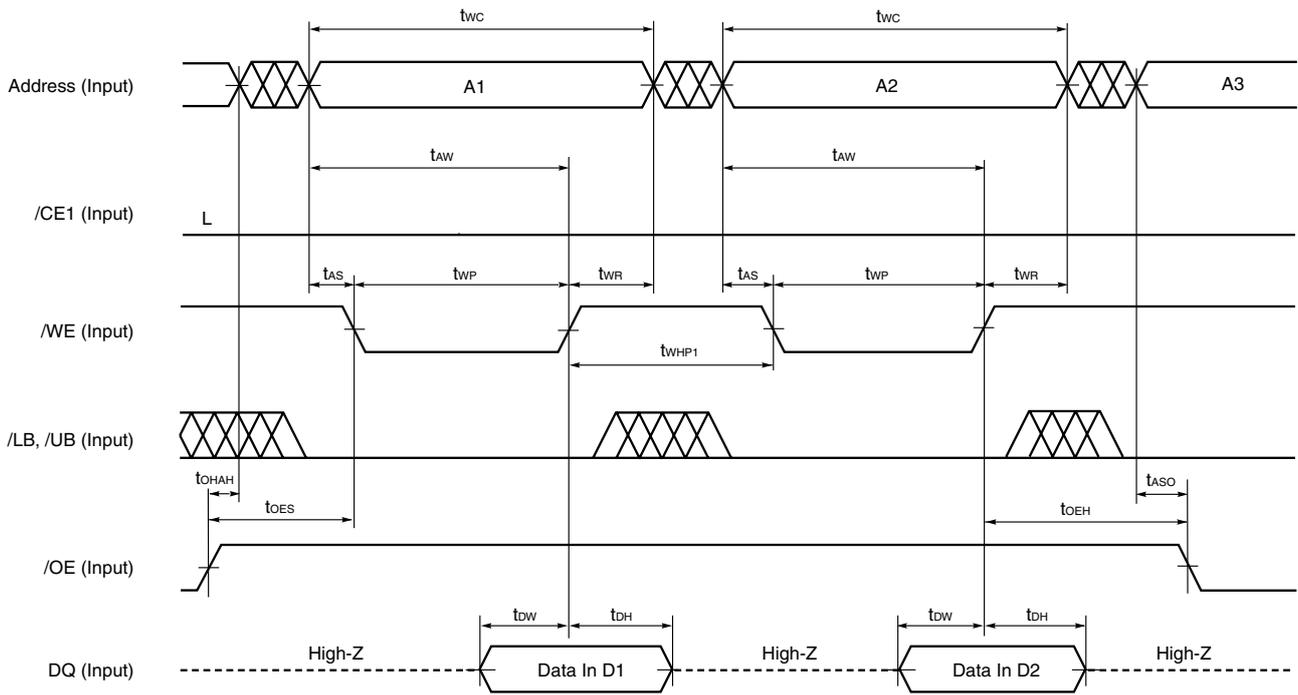 tWC tWC
Address (Input) A1 A2 A3
tAW tAW
/CE1 (Input) L
tAS tWP tWR tAS tWP tWR
/WE (Input)
tWHP1
/LB, /UB (Input)
tOHAH tASO
tOES tOEH
/OE (Input)
tDW tDH tDW tDH
DQ (Input) High-Z Data In D1 High-Z Data In D2 High-Z